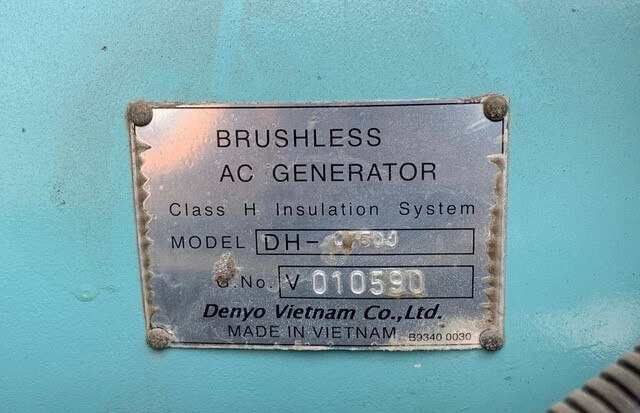 BRUSHLESS
AC GENERATOR
Class H Insulation System
MODEL DH-
G.No. V 010590
Denyo Vietnam Co.,Ltd.
MADE IN VIETNAM B9340 0030